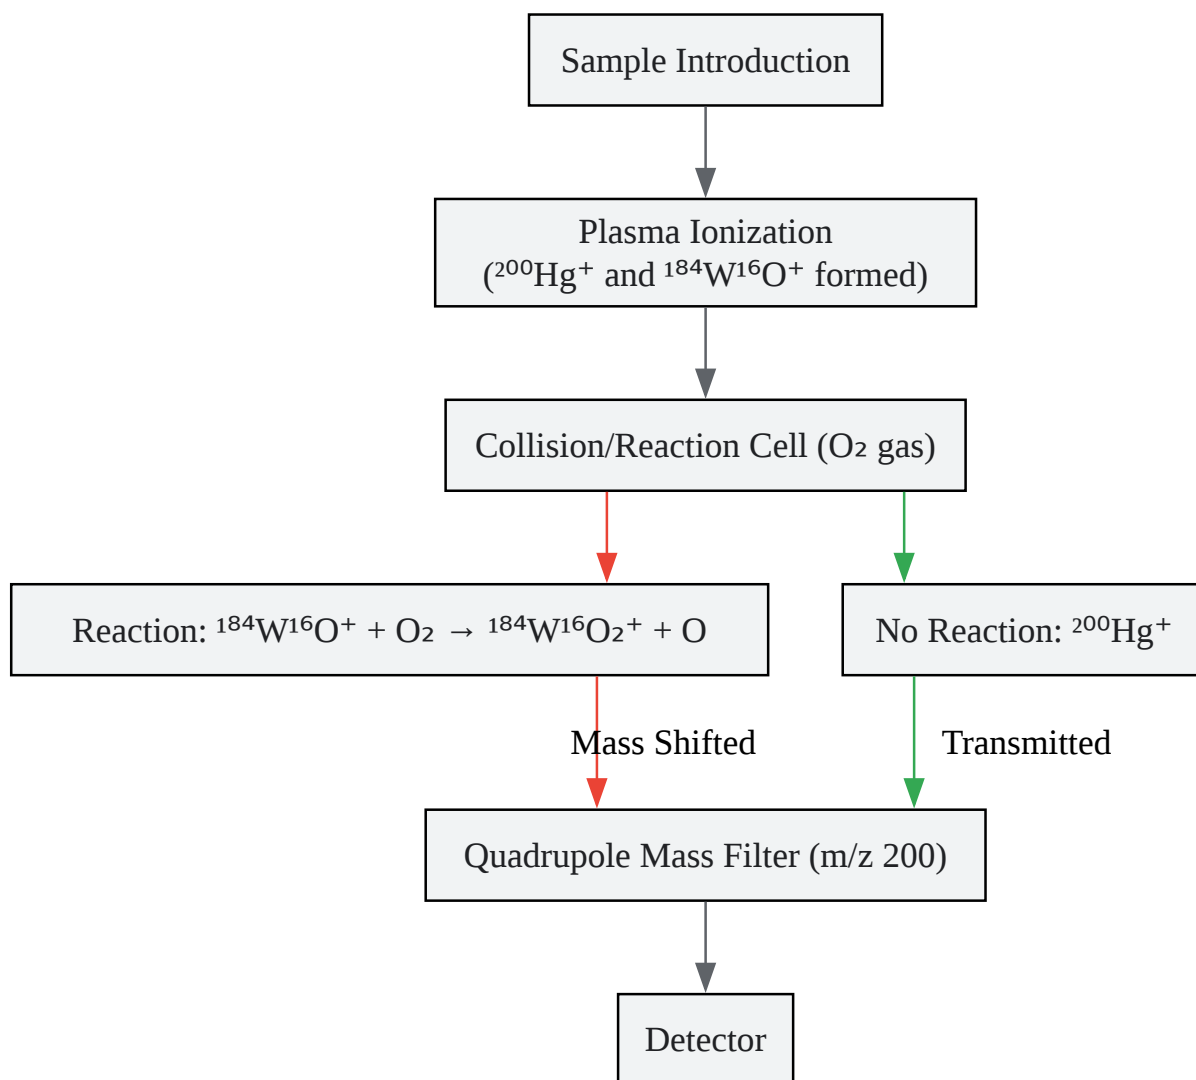 Sample Introduction
Plasma Ionization
(²⁰⁰Hg⁺ and ¹⁸⁴W¹⁶O⁺ formed)
Collision/Reaction Cell (O₂ gas)
Reaction: ¹⁸⁴W¹⁶O⁺ + O₂ → ¹⁸⁴W¹⁶O₂⁺ + O
No Reaction: ²⁰⁰Hg⁺
Mass Shifted
Transmitted
Quadrupole Mass Filter (m/z 200)
Detector